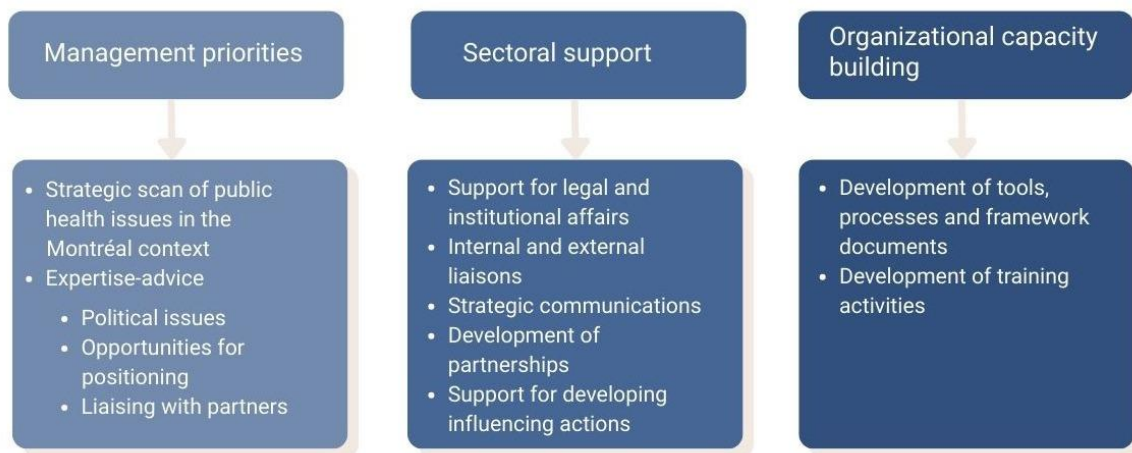 Management priorities
Strategic scan of public
health issues in the
Montréal context
Expertise-advice
Political issues
Opportunities for
positioning
Liaising with partners
Sectoral support
Support for legal and
institutional affairs
Internal and external
liaisons
Strategic communications
Development of
partnerships
Support for developing
influencing actions
Organizational capacity
building
Development of tools,
processes and framework
documents
Development of training
activities